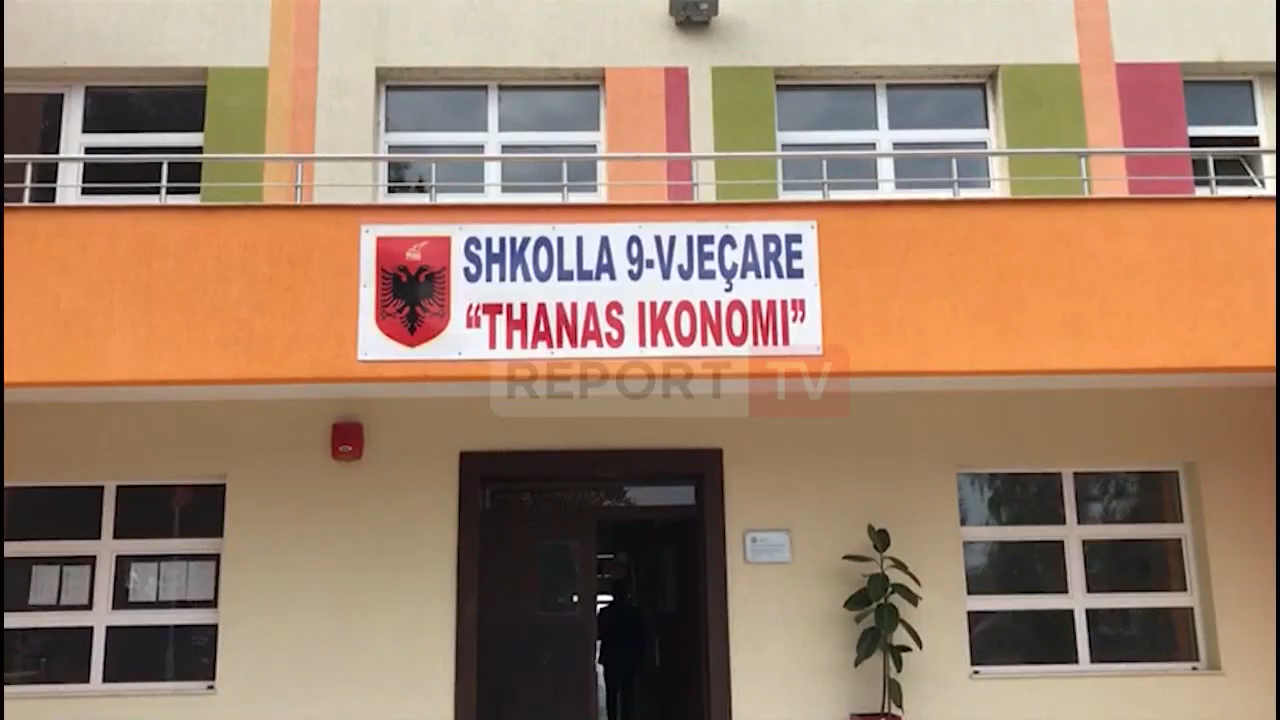 SHKOLLA 9-VJEÇARE
“THANAS IKONOMI”
REPORT TV